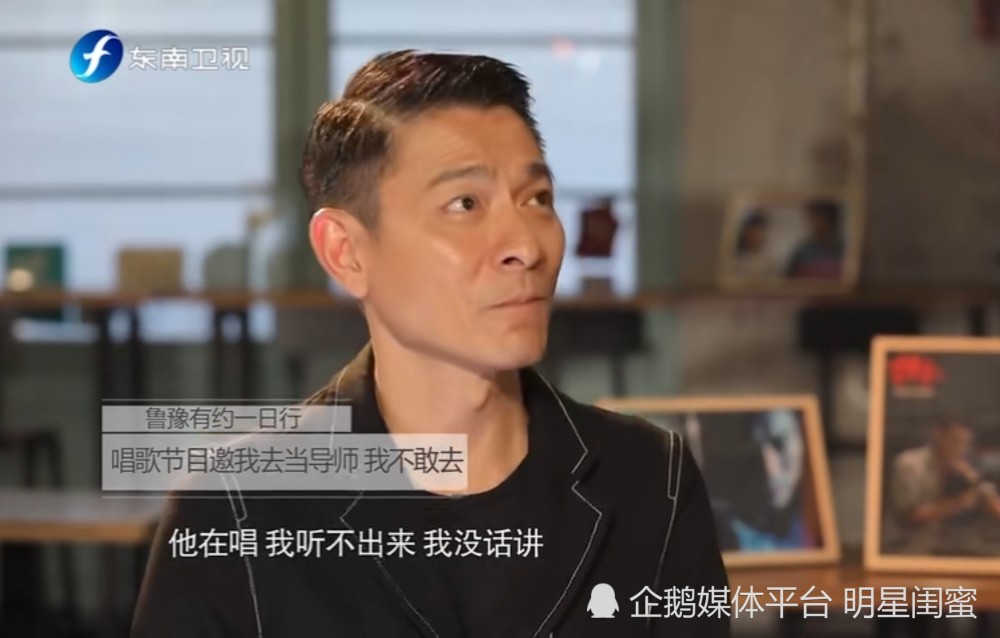 东南卫视
鲁豫有约一日行
唱歌节目邀我去当导师 我不敢去
他在唱 我听不出来 我没话讲
企鹅媒体平台 明星闺蜜